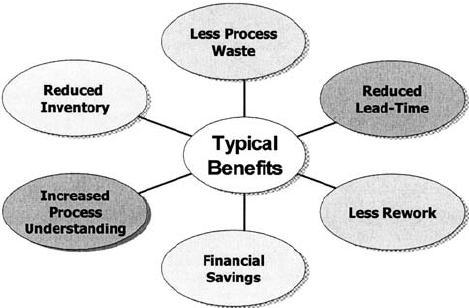 Less Process
Waste
Reduced
Inventory
Reduced
Lead-Time
Typical
Benefits
Increased
Process
Understanding
Less Rework
Financial
Savings